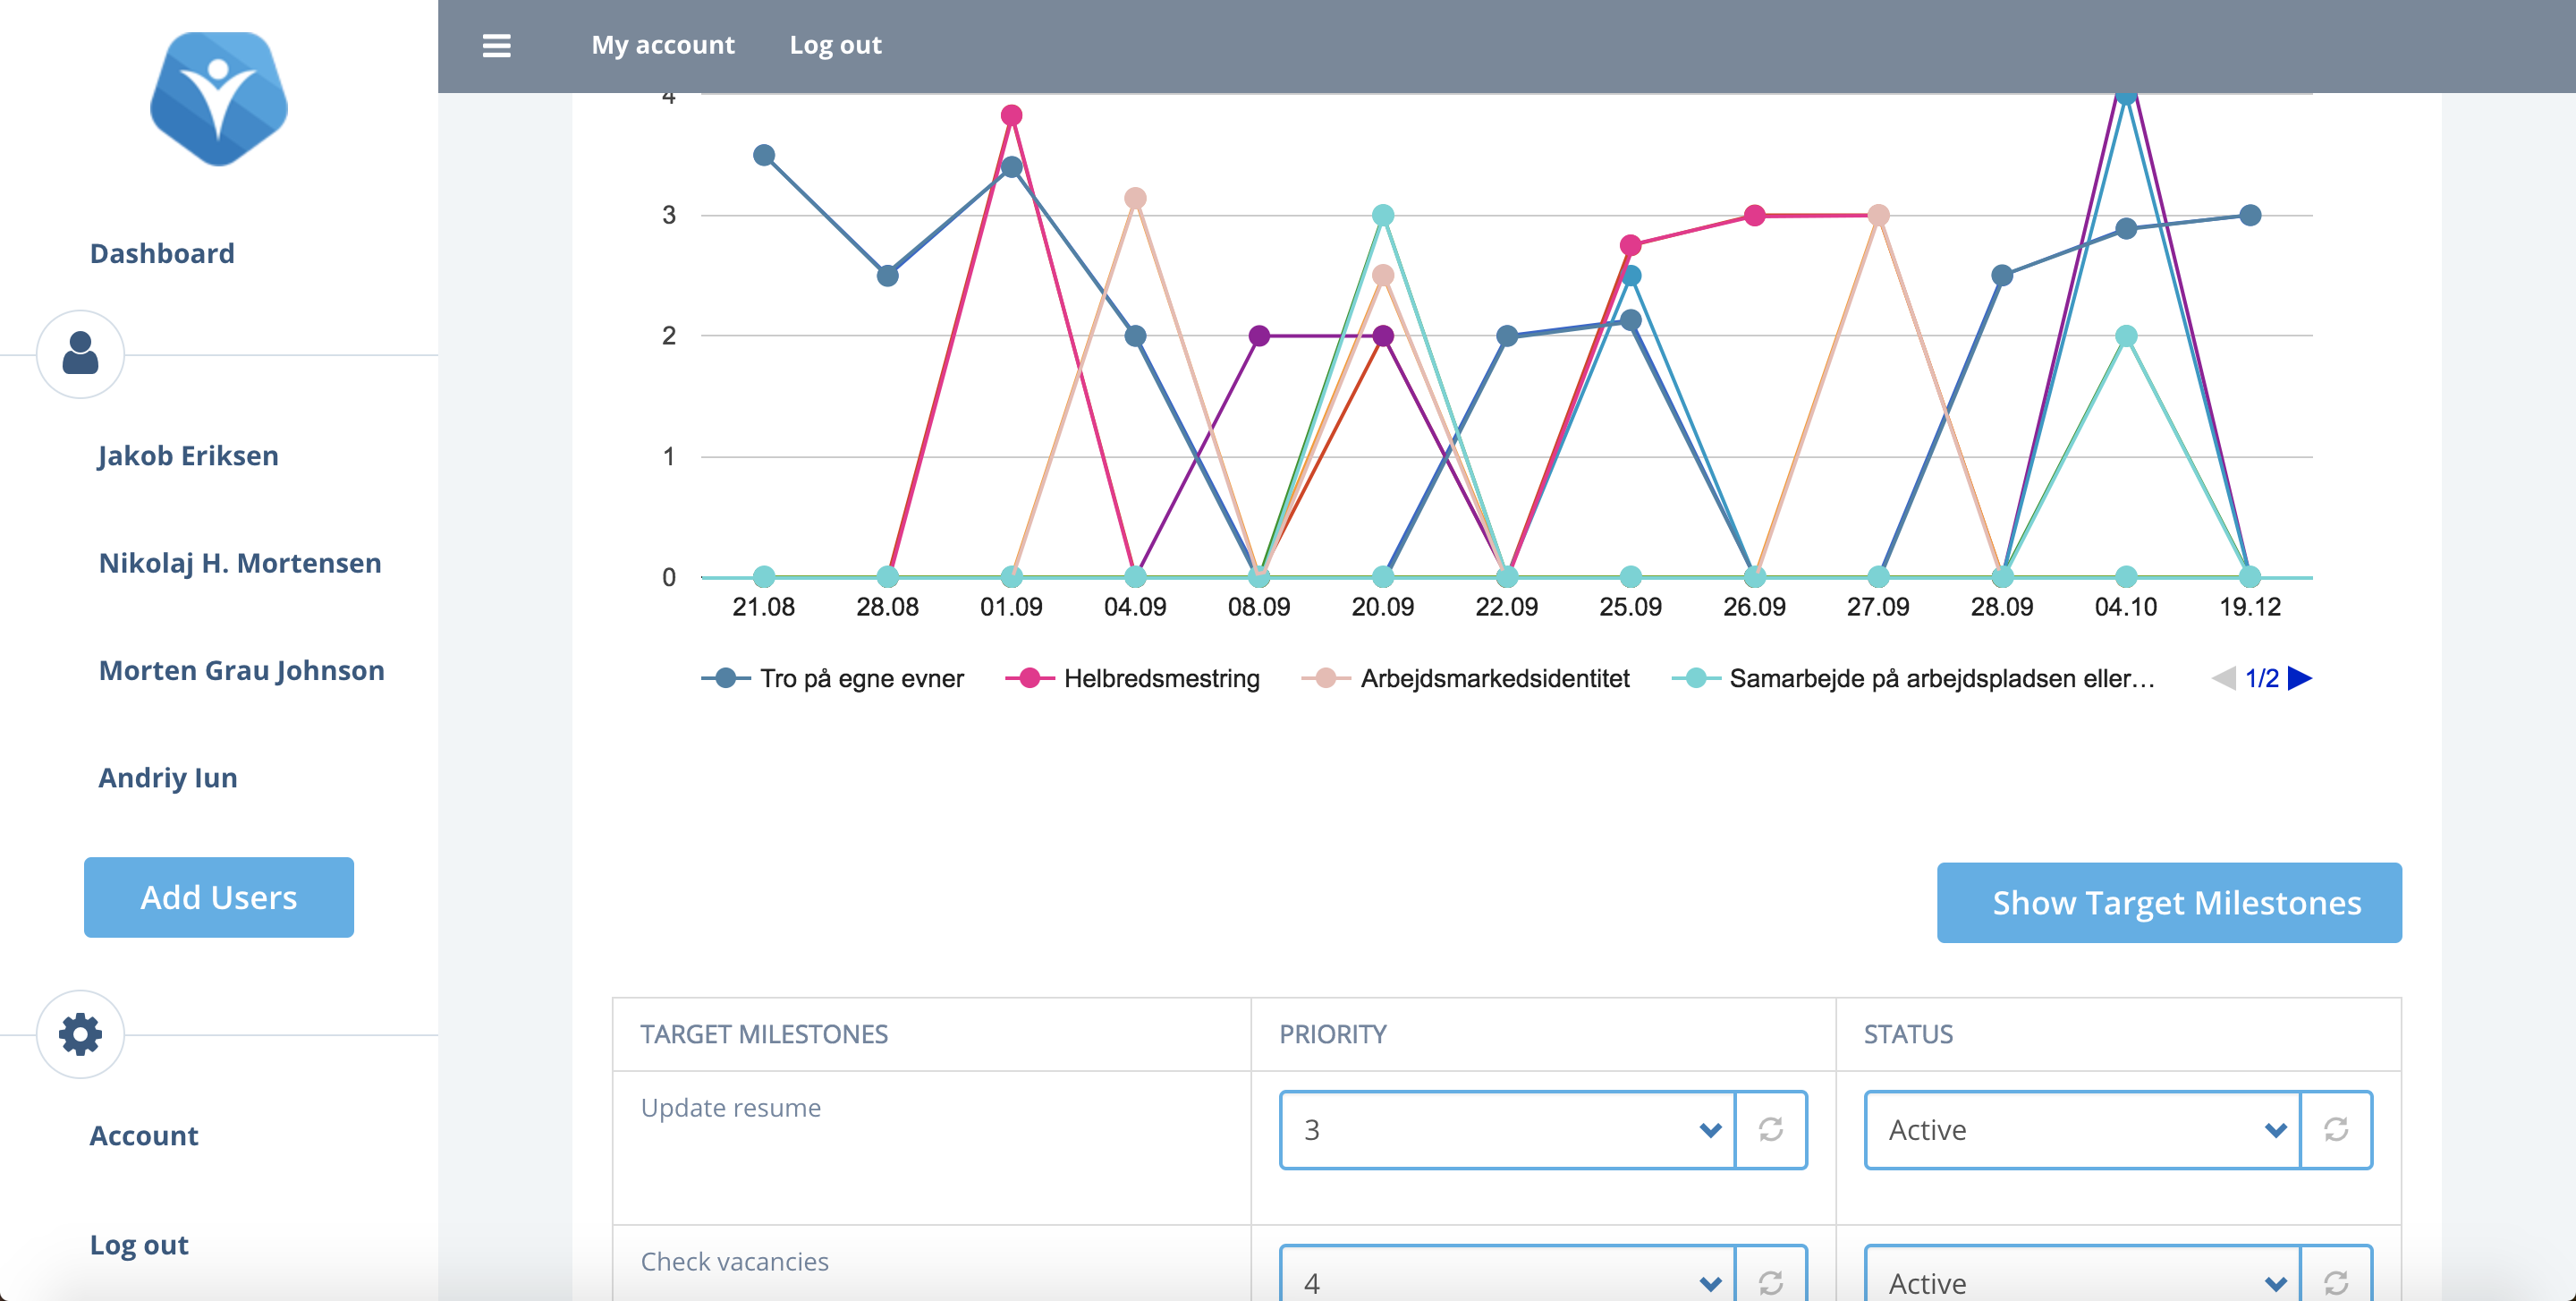 My account Log out
Dashboard
Jakob Eriksen
Nikolaj H. Mortensen
Morten Grau Johnson
Andriy Iun
Add Users
Account
Log out
4
3
2
1
0
21.08 28.08 01.09 04.09 08.09 20.09 22.09 25.09 26.09 27.09 28.09 04.10 19.12
Tro på egne evner Helbredsmestring Arbejdsmarkedsidentitet Samarbejde på arbejdspladsen eller... 1/2
Show Target Milestones
TARGET MILESTONES PRIORITY STATUS
Update resume 3 Active
Check vacancies 4 Active